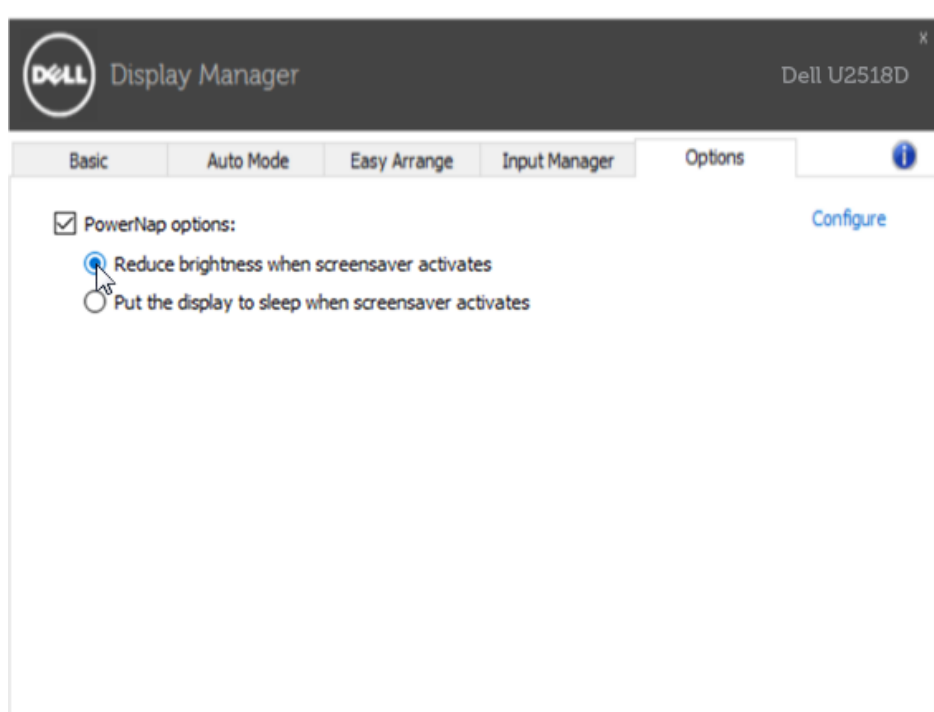 x
DELL Display Manager Dell U2518D
Basic Auto Mode Easy Arrange Input Manager Options i
PowerNap options: Configure
Reduce brightness when screensaver activates
Put the display to sleep when screensaver activates